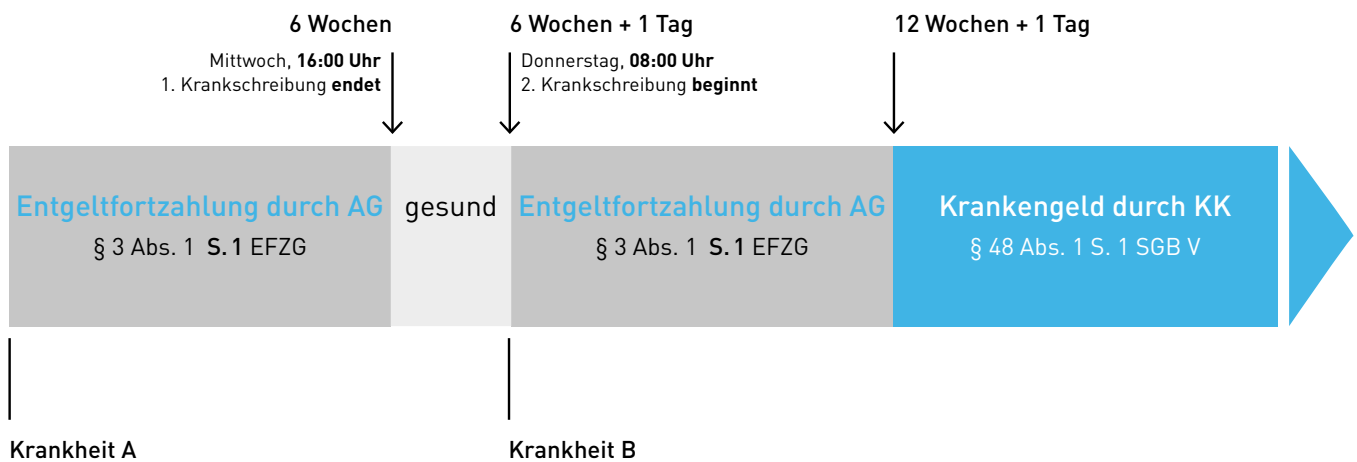 6 Wochen
Mittwoch, 16:00 Uhr
1. Krankschreibung endet
6 Wochen + 1 Tag
Donnerstag, 08:00 Uhr
2. Krankschreibung beginnt
12 Wochen + 1 Tag
Entgeltfortzahlung durch AG
§ 3 Abs. 1 S. 1 EFZG
gesund
Entgeltfortzahlung durch AG
§ 3 Abs. 1 S. 1 EFZG
Krankengeld durch KK
§ 48 Abs. 1 S. 1 SGB V
Krankheit A
Krankheit B